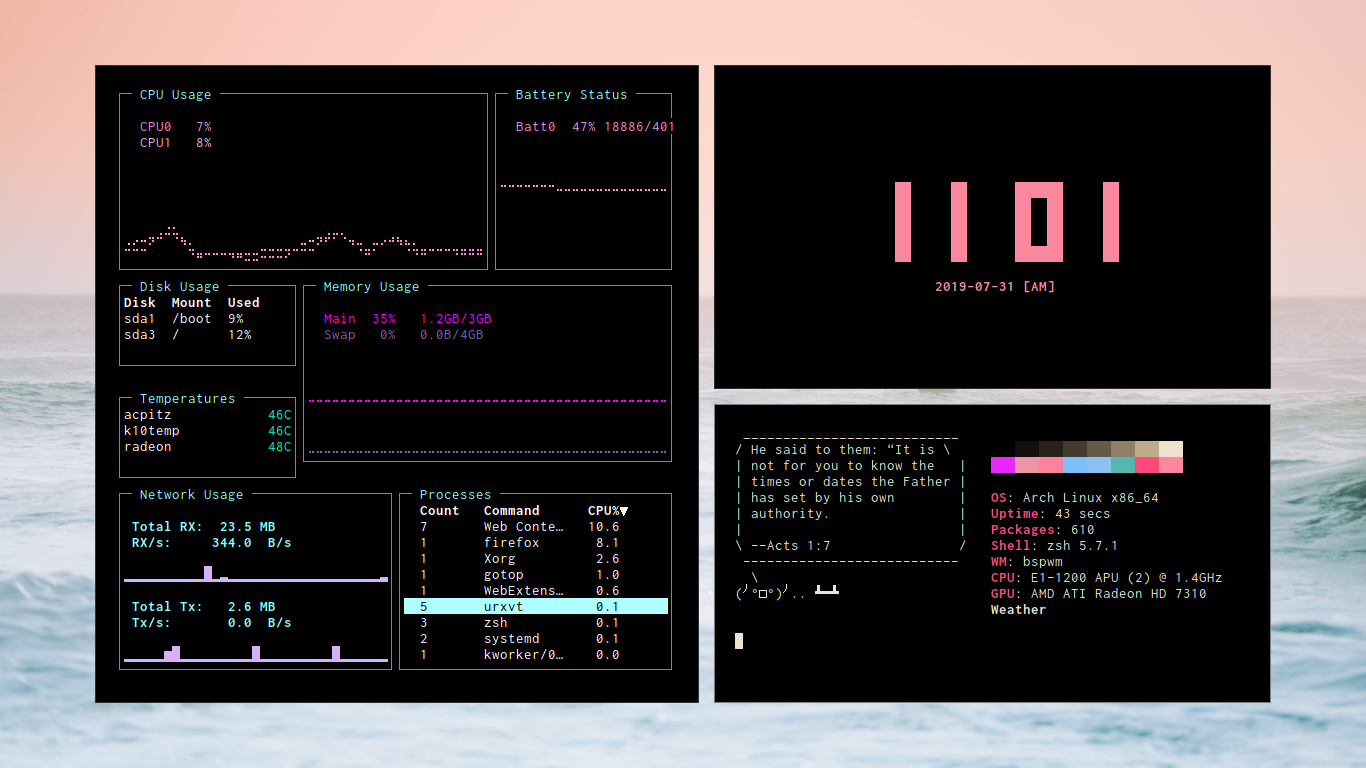 CPU Usage
CPU0 7%
CPU1 8%
Battery Status
Batt0 47% 18886/401
Disk Usage
Disk Mount Used
sda1 /boot 9%
sda3 / 12%
Memory Usage
Main 35% 1.2GB/3GB
Swap 0% 0.0B/4GB
Temperatures
acpitz 46C
k10temp 46C
radeon 48C
Network Usage
Total RX: 23.5 MB
RX/s: 344.0 B/s
Total Tx: 2.6 MB
Tx/s: 0.0 B/s
Processes
Count Command CPU%▼
7 Web Conte… 10.6
1 firefox 8.1
1 Xorg 2.6
1 gotop 1.0
1 WebExtens… 0.6
5 urxvt 0.1
3 zsh 0.1
2 systemd 0.1
1 kworker/0… 0.0
11 01
2019-07-31 [AM]
/ He said to them: “It is \
| not for you to know the |
| times or dates the Father |
| has set by his own |
| authority. |
| |
\ --Acts 1:7 /
\
(╯°□°)╯.. ┻━┻
OS: Arch Linux x86_64
Uptime: 43 secs
Packages: 610
Shell: zsh 5.7.1
WM: bspwm
CPU: E1-1200 APU (2) @ 1.4GHz
GPU: AMD ATI Radeon HD 7310
Weather